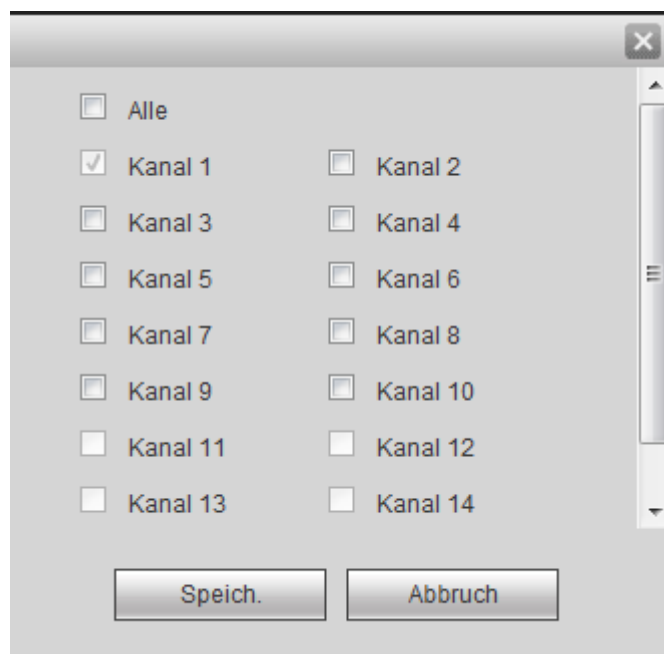 Alle
Kanal 1 Kanal 2
Kanal 3 Kanal 4
Kanal 5 Kanal 6
Kanal 7 Kanal 8
Kanal 9 Kanal 10
Kanal 11 Kanal 12
Kanal 13 Kanal 14
Speich. Abbruch